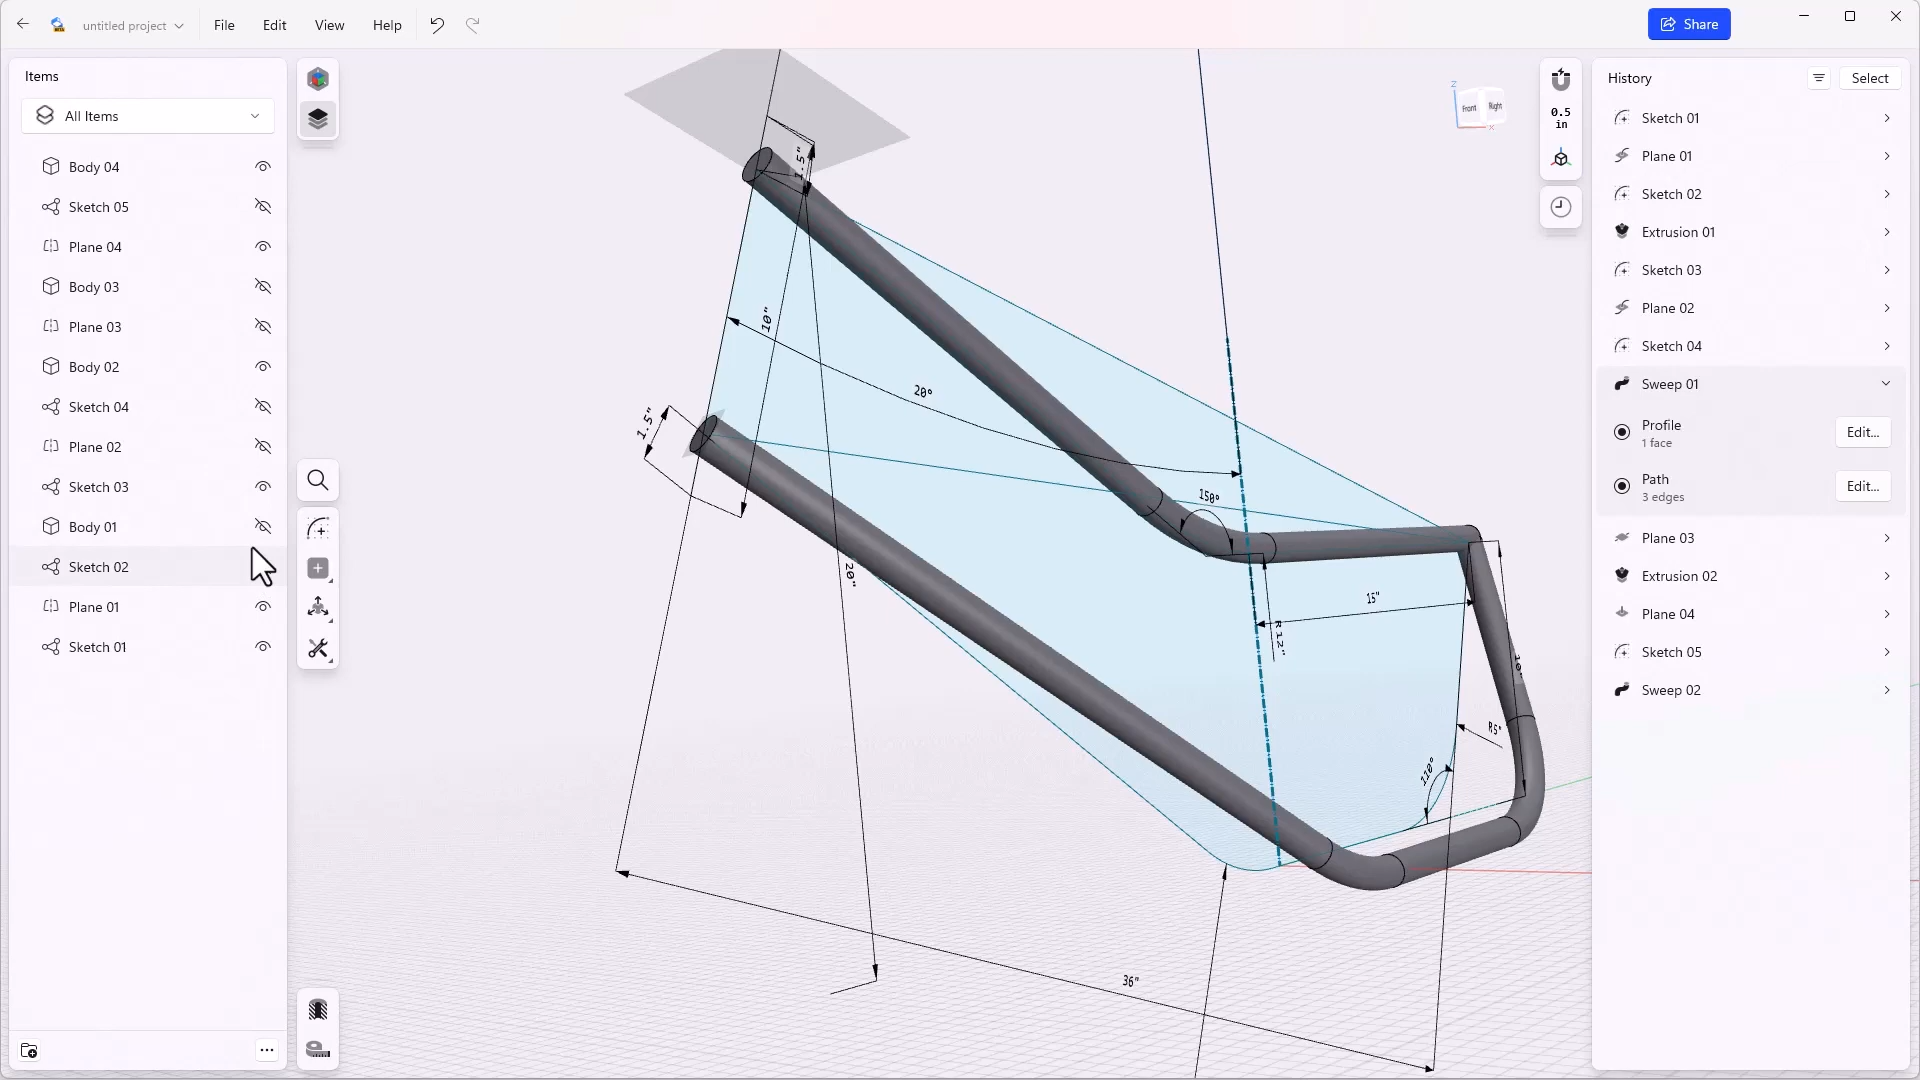 untitled project
File
Edit
View
Help
Share
Items
All Items
Body 04
Sketch 05
Plane 04
Body 03
Plane 03
Body 02
Sketch 04
Plane 02
Sketch 03
Body 01
Sketch 02
Plane 01
Sketch 01
1.5"
10"
20°
1.5"
150°
20"
15"
R12"
R5"
110°
36"
Z
Front
Right
X
0.5
in
History
Select
Sketch 01
Plane 01
Sketch 02
Extrusion 01
Sketch 03
Plane 02
Sketch 04
Sweep 01
Profile
1 face
Edit...
Path
3 edges
Edit...
Plane 03
Extrusion 02
Plane 04
Sketch 05
Sweep 02